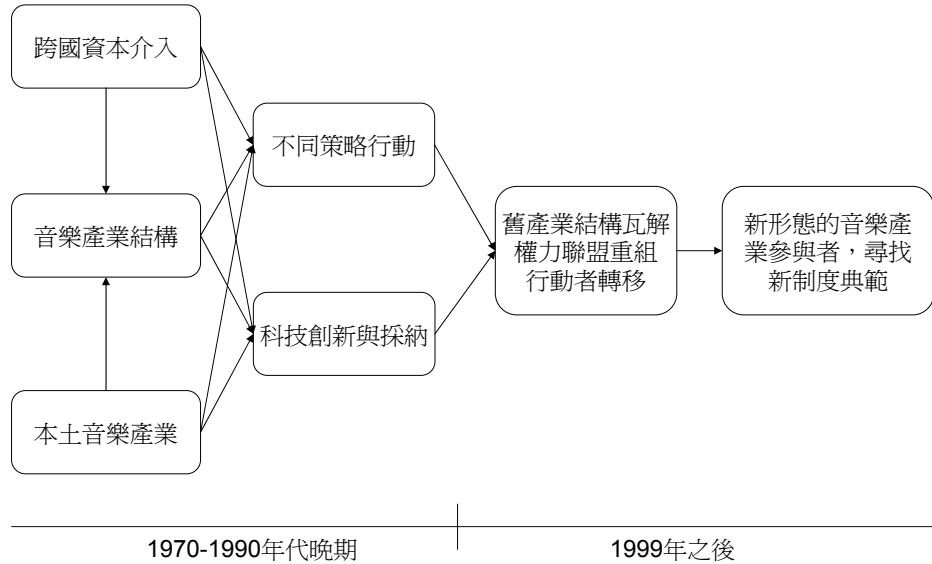 跨國資本介入
音樂產業結構
本土音樂產業
不同策略行動
科技創新與採納
舊產業結構瓦解
權力聯盟重組
行動者轉移
新形態的音樂產
業參與者，尋找
新制度典範
1970-1990年代晚期
1999年之後